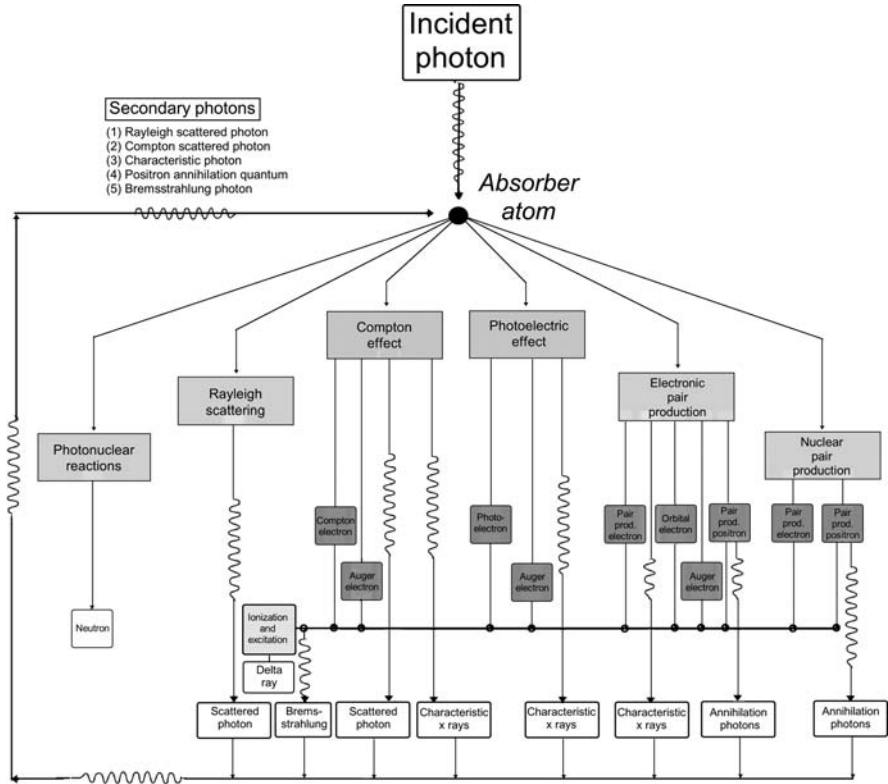 Incident
photon
Secondary photons
(1) Rayleigh scattered photon
(2) Compton scattered photon
(3) Characteristic photon
(4) Positron annihilation quantum
(5) Bremsstrahlung photon
Absorber
atom
Compton
effect
Photoelectric
effect
Rayleigh
scattering
Electronic
pair
production
Photonuclear
reactions
Nuclear
pair
production
Compton
electron
Photo-
electron
Pair
prod.
electron
Orbital
electron
Pair
prod.
positron
Pair
prod.
electron
Pair
prod.
positron
Auger
electron
Auger
electron
Auger
electron
Neutron
Ionization
and
excitation
Delta
ray
Scattered
photon
Brems-
strahlung
Scattered
photon
Characteristic
x rays
Characteristic
x rays
Characteristic
x rays
Annihilation
photons
Annihilation
photons